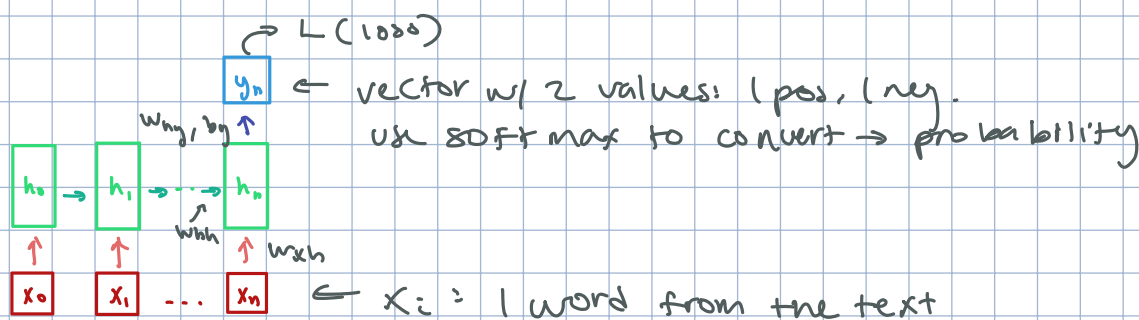 L (loss)
yn ← vector w/ 2 values: 1 pos, 1 neg.
Why, by
use softmax to convert → probability
h0 → h1 → ... → hn
Whh
Wxh
x0 x1 ... xn ← xi : 1 word from the text